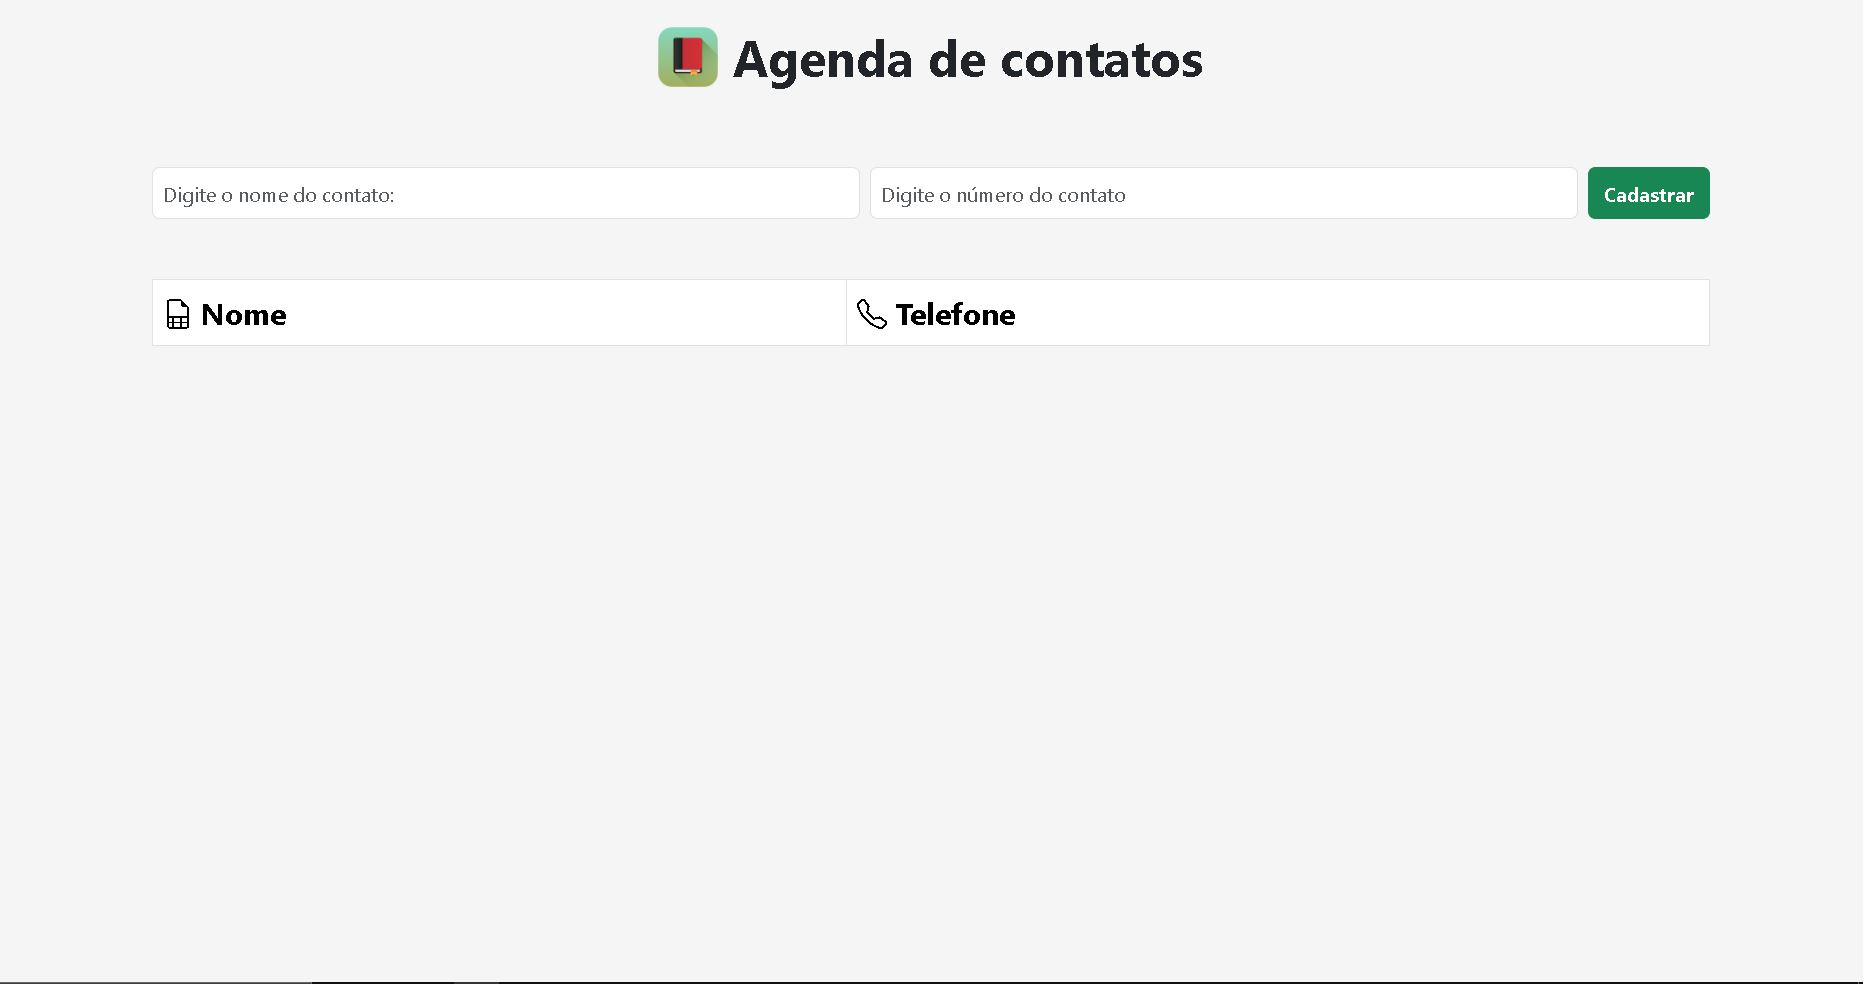 Agenda de contatos
Digite o nome do contato: Digite o número do contato Cadastrar
Nome Telefone